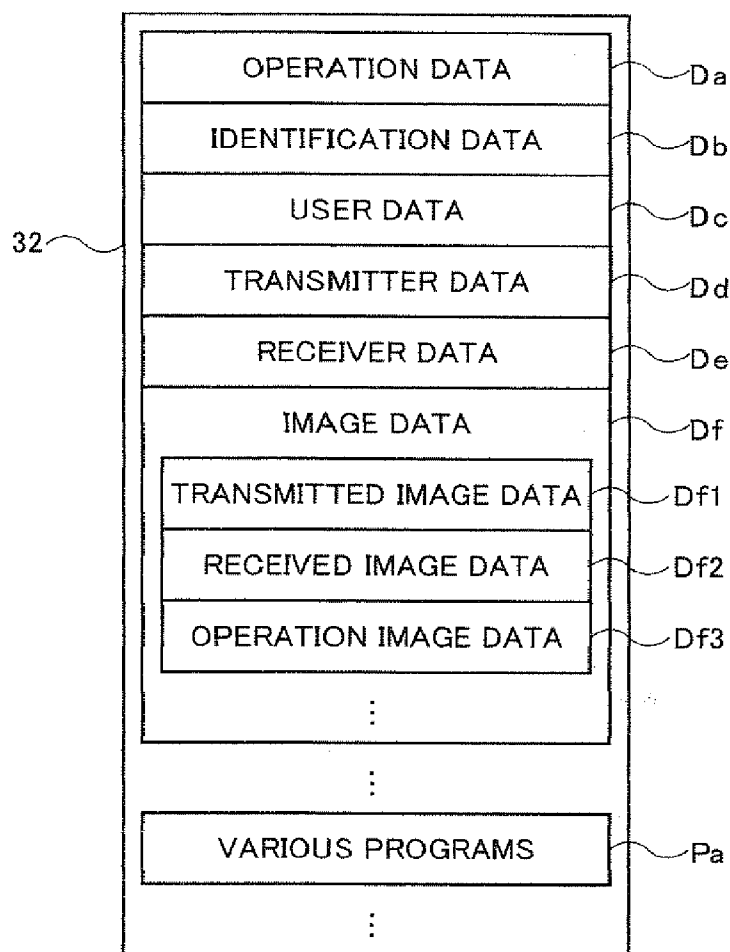 OPERATION DATA Da
IDENTIFICATION DATA Db
USER DATA Dc
32
TRANSMITTER DATA Dd
RECEIVER DATA De
IMAGE DATA Df
TRANSMITTED IMAGE DATA Df1
RECEIVED IMAGE DATA Df2
OPERATION IMAGE DATA Df3
⋮
⋮
VARIOUS PROGRAMS Pa
⋮